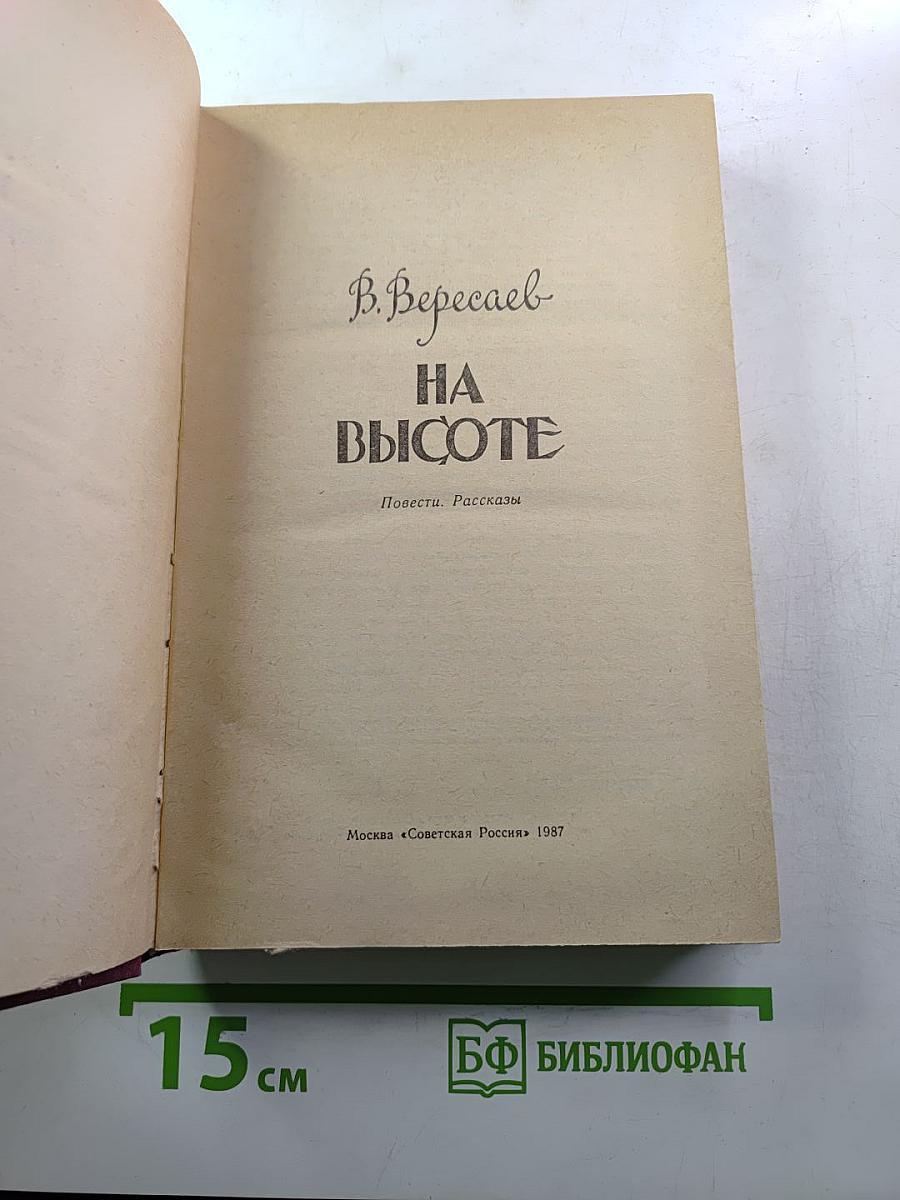 В. Вересаев
НА
ВЫСОТЕ
Повести. Рассказы
Москва «Советская Россия» 1987
15 см
БФ БИБЛИОФАН